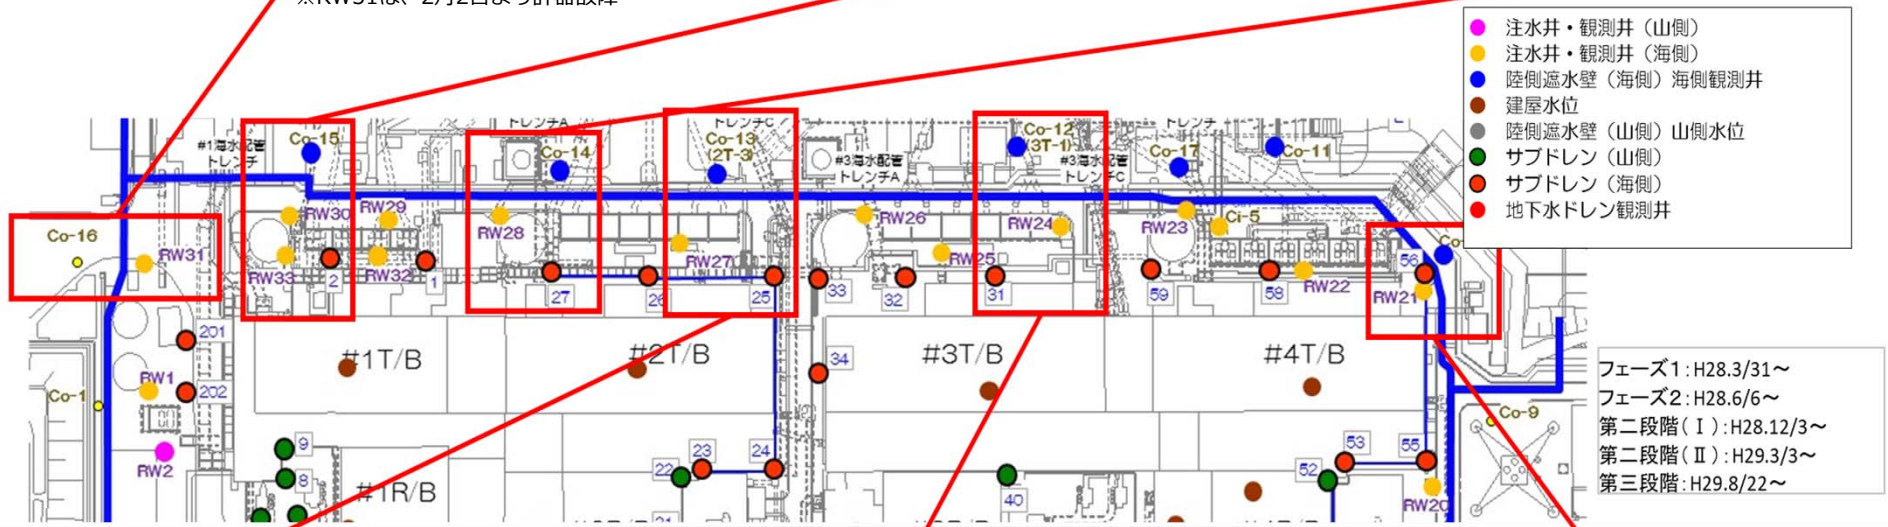 ※RW31は、2月2日より計器故障
注水井・観測井（山側）
注水井・観測井（海側）
陸側遮水壁（海側）海側観測井
建屋水位
陸側遮水壁（山側）山側水位
サブドレン（山側）
サブドレン（海側）
地下水ドレン観測井
#1海水配管
トレンチ
Co-15
トレンチA
Co-14
トレンチC
Co-13
(2T-3)
#3海水配管
トレンチA
Co-12
(3T-1)
#3海水配管
トレンチC
トレンチ
Co-17
Co-11
Co-16
RW31
RW30
RW29
RW33
RW32
2
1
RW28
RW27
27
26
25
RW26
RW25
RW24
33
32
31
RW23
Ci-5
RW22
59
58
56
RW21
201
202
RW1
Co-1
RW2
#1T/B
#2T/B
#3T/B
#4T/B
34
9
8
#1R/B
22
23
24
40
52
53
55
RW20
Co-9
フェーズ1：H28.3/31～
フェーズ2：H28.6/6～
第二段階（Ⅰ）：H28.12/3～
第二段階（Ⅱ）：H29.3/3～
第三段階：H29.8/22～